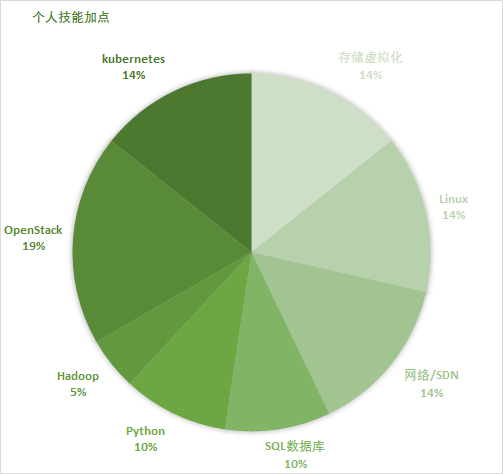 个人技能加点
kubernetes
14%
存储虚拟化
14%
Linux
14%
OpenStack
19%
网络/SDN
14%
Hadoop
5%
Python
10%
SQL数据库
10%